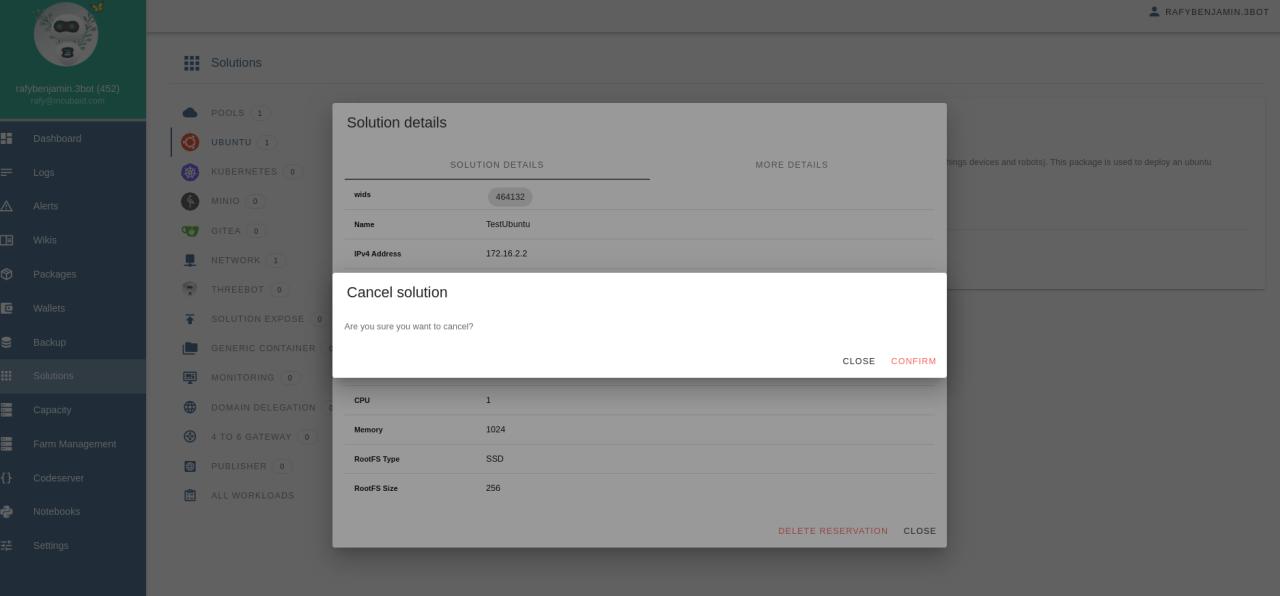 RAFYBENJAMIN.3BOT
rafybenjamin.3bot (452)
rafy@incubaid.com
Dashboard
Logs
Alerts
Wikis
Packages
Wallets
Backup
Solutions
Capacity
Farm Management
Codeserver
Notebooks
Settings
Solutions
POOLS 1
UBUNTU 1
KUBERNETES 0
MINIO 0
GITEA 0
NETWORK 1
THREEBOT 0
SOLUTION EXPOSE 0
GENERIC CONTAINER
MONITORING 0
DOMAIN DELEGATION
4 TO 6 GATEWAY 0
PUBLISHER 0
ALL WORKLOADS
hings devices and robots). This package is used to deploy an ubuntu
Solution details
SOLUTION DETAILS MORE DETAILS
wids 464132
Name TestUbuntu
IPv4 Address 172.16.2.2
Cancel solution
Are you sure you want to cancel?
CLOSE CONFIRM
CPU 1
Memory 1024
RootFS Type SSD
RootFS Size 256
DELETE RESERVATION CLOSE